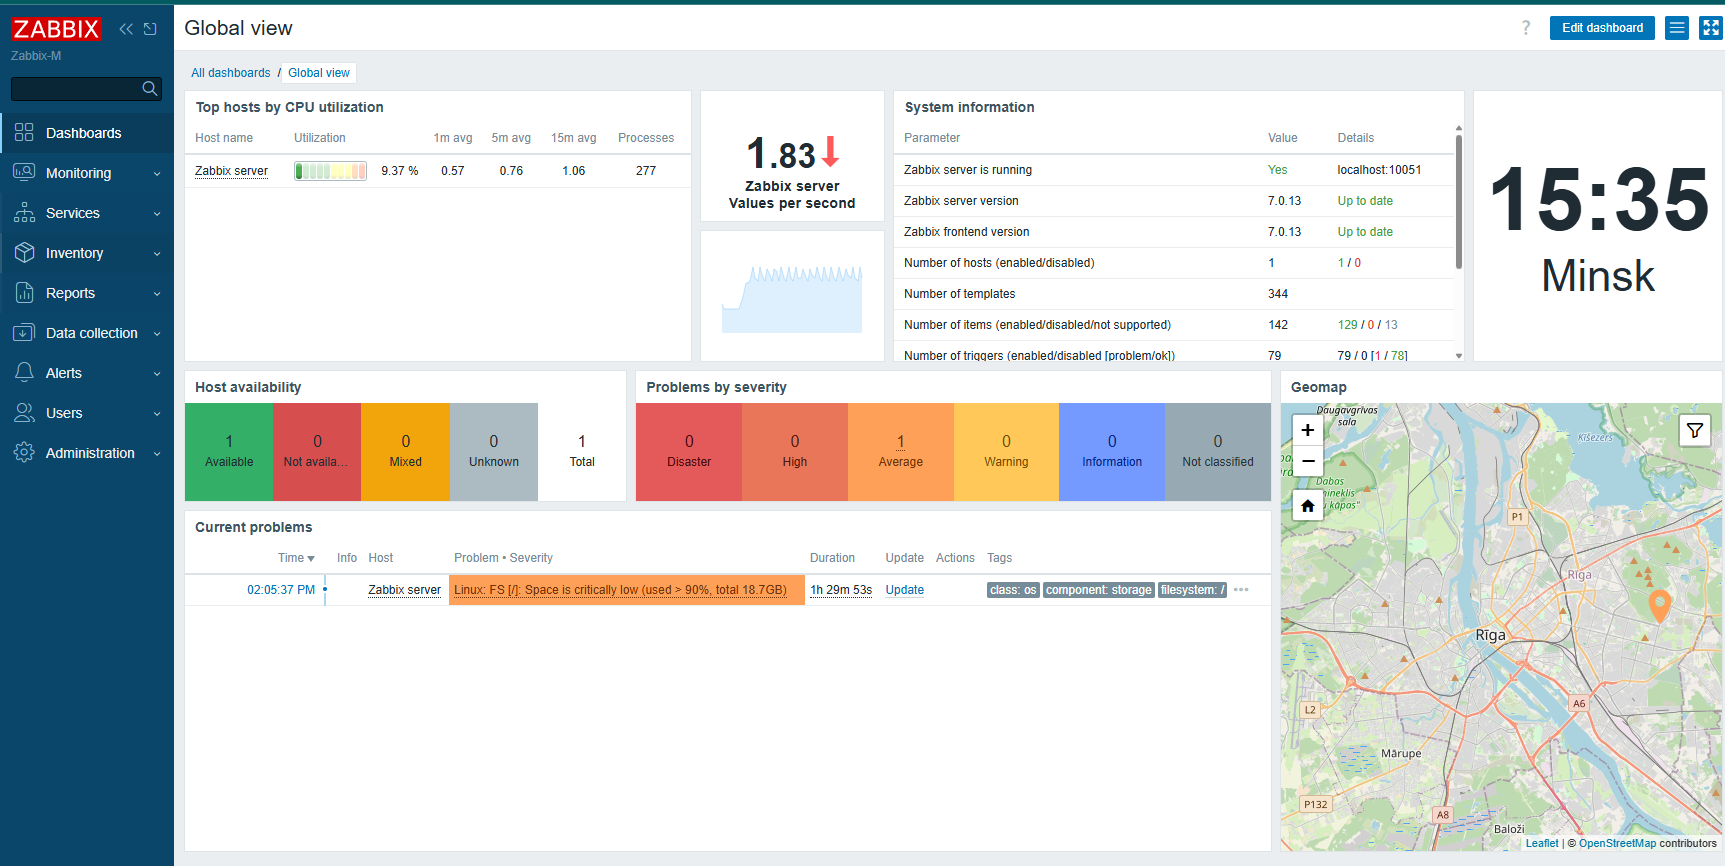 ZABBIX
Zabbix-M
Dashboards
Monitoring
Services
Inventory
Reports
Data collection
Alerts
Users
Administration
Global view
? Edit dashboard
All dashboards / Global view
Top hosts by CPU utilization
Host name Utilization 1m avg 5m avg 15m avg Processes
Zabbix server 9.37 % 0.57 0.76 1.06 277
1.83
Zabbix server
Values per second
System information
Parameter Value Details
Zabbix server is running Yes localhost:10051
Zabbix server version 7.0.13 Up to date
Zabbix frontend version 7.0.13 Up to date
Number of hosts (enabled/disabled) 1 1 / 0
Number of templates 344
Number of items (enabled/disabled/not supported) 142 129 / 0 / 13
Number of triggers (enabled/disabled [problem/ok]) 79 79 / 0 [1 / 78]
15:35
Minsk
Host availability
1 0 0 0 1
Available Not availa... Mixed Unknown Total
Problems by severity
0 0 1 0 0 0
Disaster High Average Warning Information Not classified
Current problems
Time Info Host Problem • Severity Duration Update Actions Tags
02:05:37 PM Zabbix server Linux: FS [/]: Space is critically low (used > 90%, total 18.7GB) 1h 29m 53s Update class: os component: storage filesystem: / •••
Geomap
+
−
Daugavgrīvas
sala
Ķīšezers
Dabas
P1
Rīga
Rīga
A6
L2
Mārupe
P132
A8
Baloži
Leaflet | © OpenStreetMap contributors